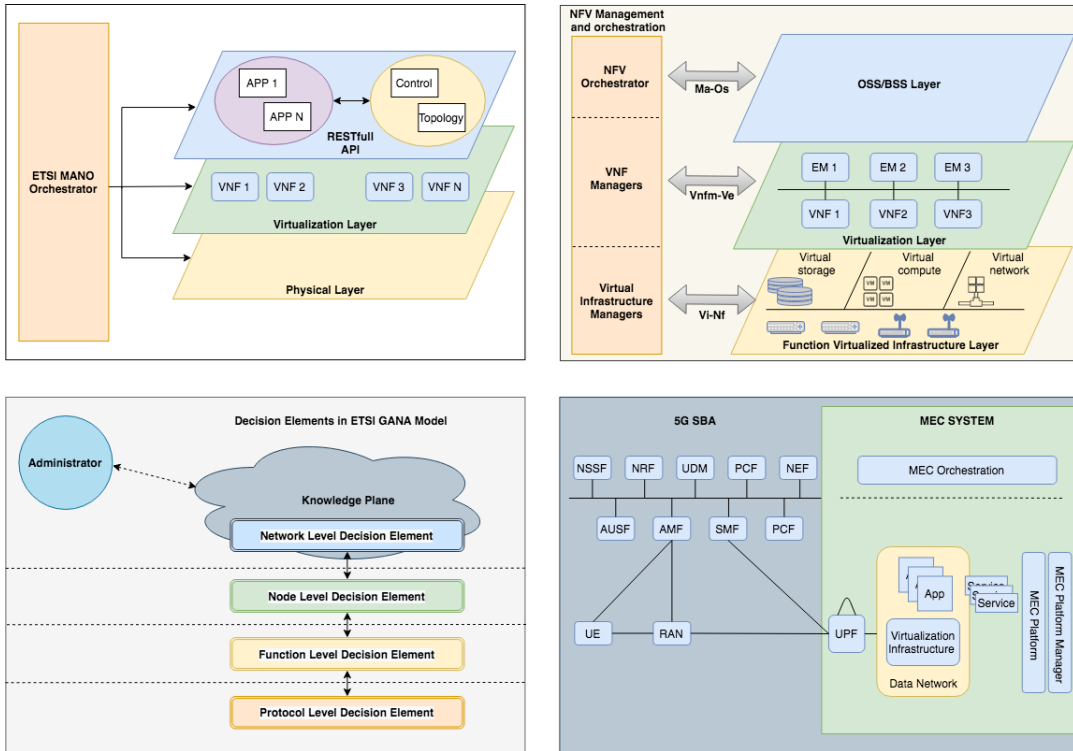 ETSI MANO
Orchestrator
APP 1
APP N
Control
Topology
RESTfull
API
VNF 1
VNF 2
VNF 3
VNF N
Virtualization Layer
Physical Layer
NFV Management
and orchestration
NFV
Orchestrator
VNF
Managers
Virtual
Infrastructure
Managers
Ma-Os
Vnfm-Ve
Vi-Nf
OSS/BSS Layer
EM 1
EM 2
EM 3
VNF 1
VNF2
VNF3
Virtualization Layer
Virtual
storage
Virtual
compute
Virtual
network
VM
VM
VM
VM
Function Virtualized Infrastructure Layer
Decision Elements in ETSI GANA Model
Administrator
Knowledge Plane
Network Level Decision Element
Node Level Decision Element
Function Level Decision Element
Protocol Level Decision Element
5G SBA
NSSF
NRF
UDM
PCF
NEF
AUSF
AMF
SMF
PCF
UE
RAN
UPF
MEC SYSTEM
MEC Orchestration
App
Virtualization
Infrastructure
Data Network
Service
MEC Platform
MEC Platform Manager